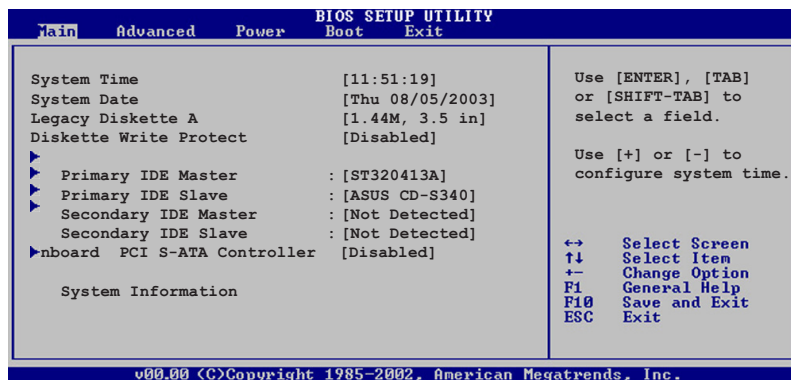 BIOS SETUP UTILITY
Main Advanced Power Boot Exit
System Time [11:51:19]
System Date [Thu 08/05/2003]
Legacy Diskette A [1.44M, 3.5 in]
Diskette Write Protect [Disabled]
Primary IDE Master : [ST320413A]
Primary IDE Slave : [ASUS CD-S340]
Secondary IDE Master : [Not Detected]
Secondary IDE Slave : [Not Detected]
nboard PCI S-ATA Controller [Disabled]
System Information
Use [ENTER], [TAB]
or [SHIFT-TAB] to
select a field.
Use [+] or [-] to
configure system time.
↔ Select Screen
↑↓ Select Item
+- Change Option
F1 General Help
F10 Save and Exit
ESC Exit
v00.00 (C)Copyright 1985-2002, American Megatrends, Inc.